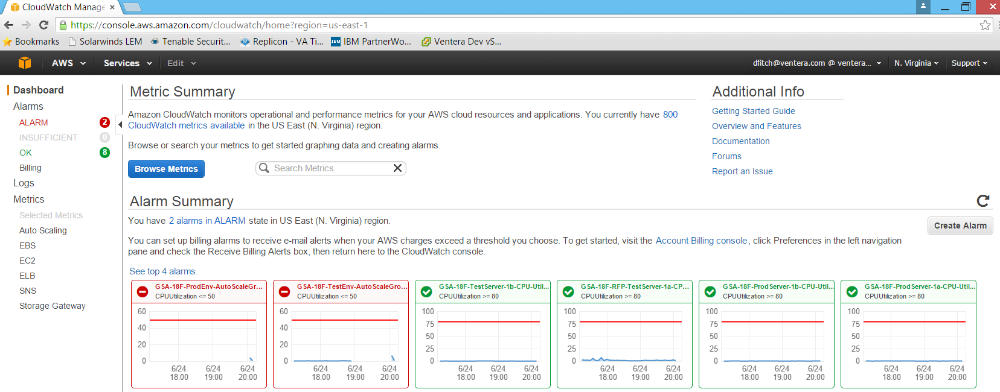 CloudWatch Manage
https://console.aws.amazon.com/cloudwatch/home?region=us-east-1
Bookmarks Solarwinds LEM Tenable Securit... Replicon - VA Ti... IBM IBM PartnerWo... Ventera Dev vS...
AWS Services Edit dfitch@ventera.com @ ventera... N. Virginia Support
Dashboard
Alarms
ALARM 2
INSUFFICIENT 0
OK 8
Billing
Logs
Metrics
Selected Metrics
Auto Scaling
EBS
EC2
ELB
SNS
Storage Gateway
Metric Summary
Amazon CloudWatch monitors operational and performance metrics for your AWS cloud resources and applications. You currently have 800
CloudWatch metrics available in the US East (N. Virginia) region.
Browse or search your metrics to get started graphing data and creating alarms.
Browse Metrics Search Metrics
Additional Info
Getting Started Guide
Overview and Features
Documentation
Forums
Report an Issue
Alarm Summary
You have 2 alarms in ALARM state in US East (N. Virginia) region.
Create Alarm
You can set up billing alarms to receive e-mail alerts when your AWS charges exceed a threshold you choose. To get started, visit the Account Billing console, click Preferences in the left navigation
pane and check the Receive Billing Alerts box, then return here to the CloudWatch console.
See top 4 alarms.
GSA-18F-ProdEnv-AutoScaleGr...
CPUUtilization <= 50
60
40
20
0
6/24 6/24 6/24
18:00 19:00 20:00
GSA-18F-TestEnv-AutoScaleGro...
CPUUtilization <= 50
60
40
20
0
6/24 6/24 6/24
18:00 19:00 20:00
GSA-18F-TestServer-1b-CPU-Util...
CPUUtilization >= 80
100
75
50
25
0
6/24 6/24 6/24
18:00 19:00 20:00
GSA-18F-RFP-TestServer-1a-CP...
CPUUtilization >= 80
100
75
50
25
0
6/24 6/24 6/24
18:00 19:00 20:00
GSA-18F-ProdServer-1b-CPU-Util...
CPUUtilization >= 80
100
75
50
25
0
6/24 6/24 6/24
18:00 19:00 20:00
GSA-18F-ProdServer-1a-CPU-Util...
CPUUtilization >= 80
100
75
50
25
0
6/24 6/24 6/24
18:00 19:00 20:00